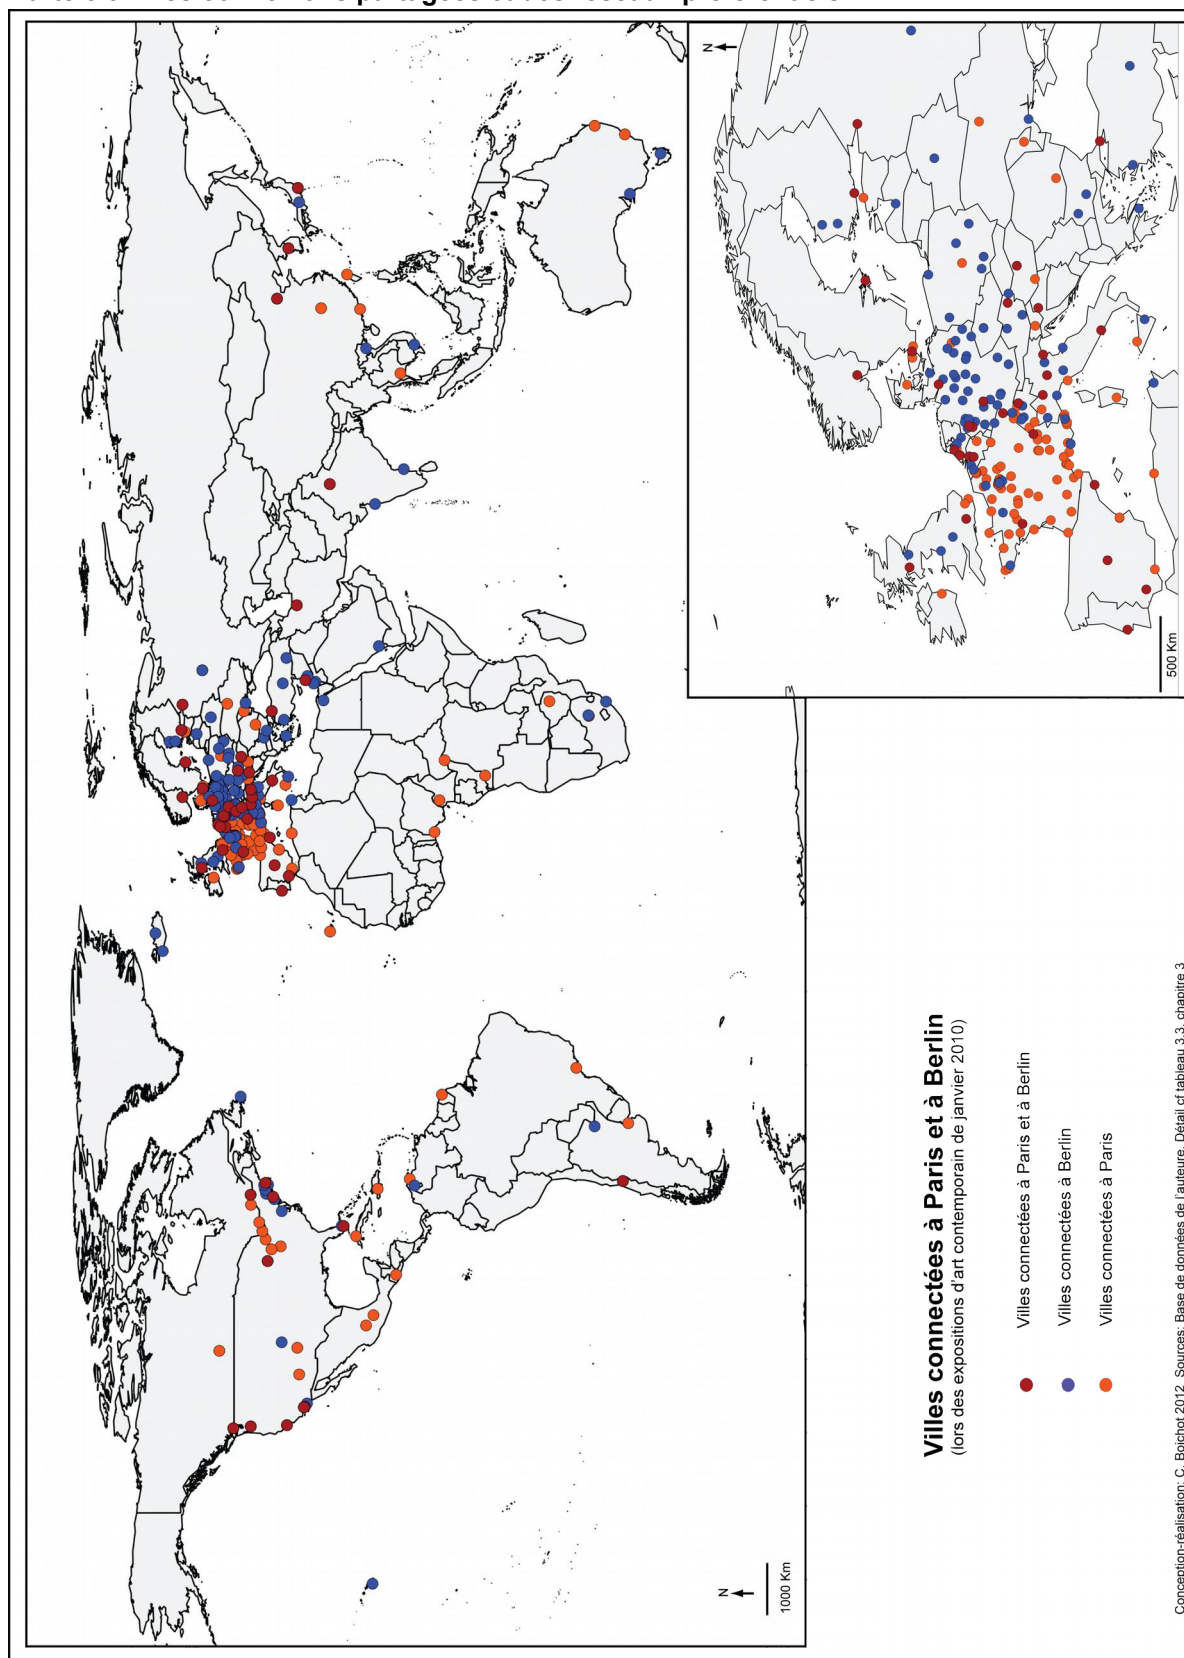 N
1000 Km
N
500 Km
Villes connectées à Paris et à Berlin
(lors des expositions d'art contemporain de janvier 2010)
Villes connectées à Paris et à Berlin
Villes connectées à Berlin
Villes connectées à Paris
Conception-réalisation: C. Boichot 2012 Sources: Base de données de l'auteure. Détail cf tableau 3.3, chapitre 3